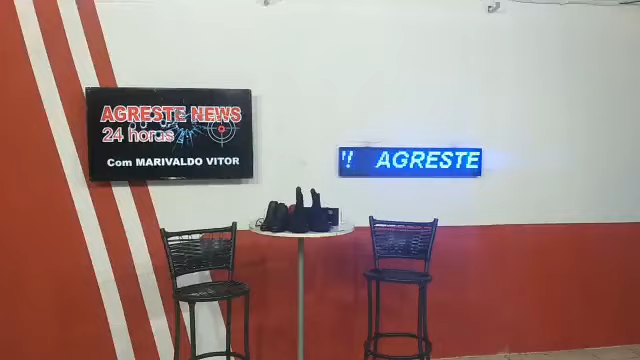 AGRESTE NEWS
24 horas
Com MARIVALDO VITOR
"! AGRESTE